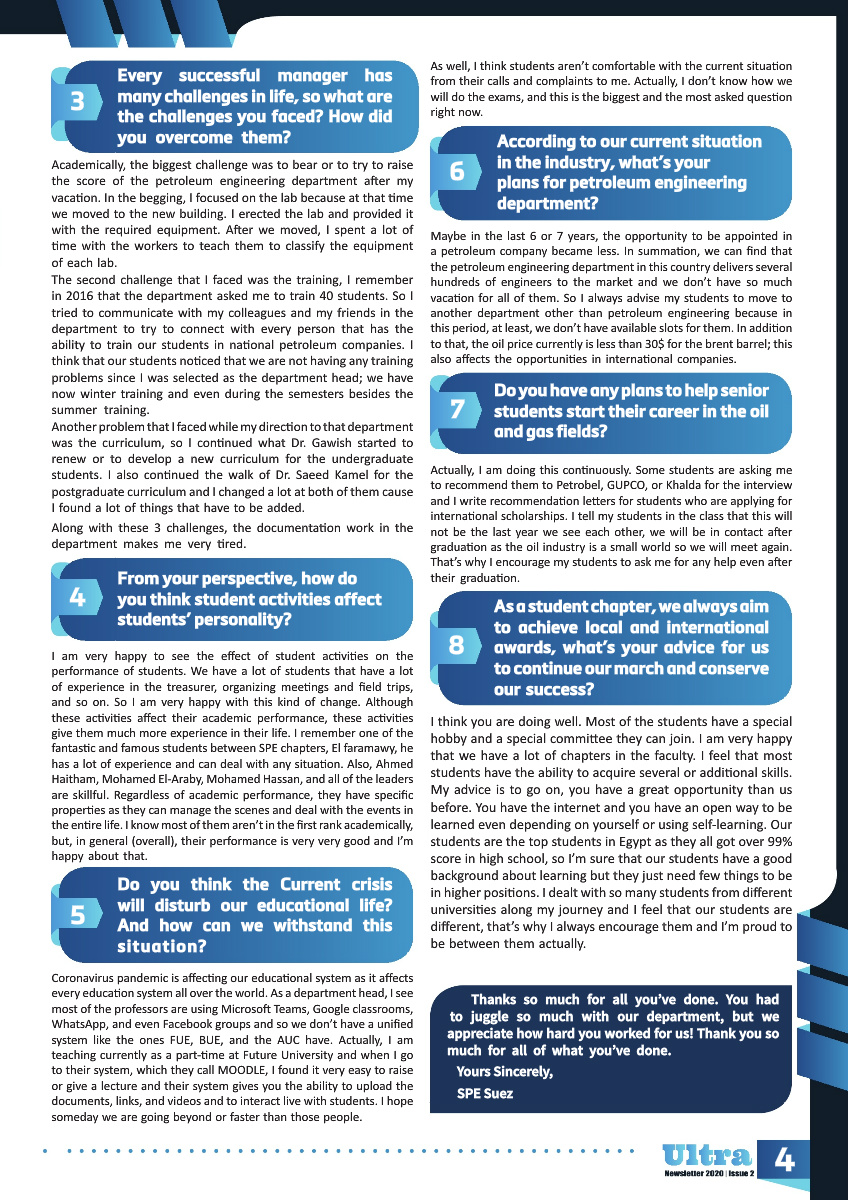 3
Every successful manager has
many challenges in life, so what are
the challenges you faced? How did
you overcome them?
Academically, the biggest challenge was to bear or to try to raise
the score of the petroleum engineering department after my
vacation. In the begging, I focused on the lab because at that time
we moved to the new building. I erected the lab and provided it
with the required equipment. After we moved, I spent a lot of
time with the workers to teach them to classify the equipment
of each lab.
The second challenge that I faced was the training, I remember
in 2016 that the department asked me to train 40 students. So I
tried to communicate with my colleagues and my friends in the
department to try to connect with every person that has the
ability to train our students in national petroleum companies. I
think that our students noticed that we are not having any training
problems since I was selected as the department head; we have
now winter training and even during the semesters besides the
summer training.
Another problem that I faced while my direction to that department
was the curriculum, so I continued what Dr. Gawish started to
renew or to develop a new curriculum for the undergraduate
students. I also continued the walk of Dr. Saeed Kamel for the
postgraduate curriculum and I changed a lot at both of them cause
I found a lot of things that have to be added.
Along with these 3 challenges, the documentation work in the
department makes me very tired.
4
From your perspective, how do
you think student activities affect
students' personality?
I am very happy to see the effect of student activities on the
performance of students. We have a lot of students that have a lot
of experience in the treasurer, organizing meetings and field trips,
and so on. So I am very happy with this kind of change. Although
these activities affect their academic performance, these activities
give them much more experience in their life. I remember one of the
fantastic and famous students between SPE chapters, El faramawy, he
has a lot of experience and can deal with any situation. Also, Ahmed
Haitham, Mohamed El-Araby, Mohamed Hassan, and all of the leaders
are skillful. Regardless of academic performance, they have specific
properties as they can manage the scenes and deal with the events in
the entire life. I know most of them aren't in the first rank academically,
but, in general (overall), their performance is very very good and I'm
happy about that.
5
Do you think the Current crisis
will disturb our educational life?
And how can we withstand this
situation?
Coronavirus pandemic is affecting our educational system as it affects
every education system all over the world. As a department head, I see
most of the professors are using Microsoft Teams, Google classrooms,
WhatsApp, and even Facebook groups and so we don't have a unified
system like the ones FUE, BUE, and the AUC have. Actually, I am
teaching currently as a part-time at Future University and when I go
to their system, which they call MOODLE, I found it very easy to raise
or give a lecture and their system gives you the ability to upload the
documents, links, and videos and to interact live with students. I hope
someday we are going beyond or faster than those people.
As well, I think students aren't comfortable with the current situation
from their calls and complaints to me. Actually, I don't know how we
will do the exams, and this is the biggest and the most asked question
right now.
6
According to our current situation
in the industry, what's your
plans for petroleum engineering
department?
Maybe in the last 6 or 7 years, the opportunity to be appointed in
a petroleum company became less. In summation, we can find that
the petroleum engineering department in this country delivers several
hundreds of engineers to the market and we don't have so much
vacation for all of them. So I always advise my students to move to
another department other than petroleum engineering because in
this period, at least, we don't have available slots for them. In addition
to that, the oil price currently is less than 30$ for the brent barrel; this
also affects the opportunities in international companies.
7
Do you have any plans to help senior
students start their career in the oil
and gas fields?
Actually, I am doing this continuously. Some students are asking me
to recommend them to Petrobel, GUPCO, or Khalda for the interview
and I write recommendation letters for students who are applying for
international scholarships. I tell my students in the class that this will
not be the last year we see each other, we will be in contact after
graduation as the oil industry is a small world so we will meet again.
That's why I encourage my students to ask me for any help even after
their graduation.
8
As a student chapter, we always aim
to achieve local and international
awards, what's your advice for us
to continue our march and conserve
our success?
I think you are doing well. Most of the students have a special
hobby and a special committee they can join. I am very happy
that we have a lot of chapters in the faculty. I feel that most
students have the ability to acquire several or additional skills.
My advice is to go on, you have a great opportunity than us
before. You have the internet and you have an open way to be
learned even depending on yourself or using self-learning. Our
students are the top students in Egypt as they all got over 99%
score in high school, so I'm sure that our students have a good
background about learning but they just need few things to be
in higher positions. I dealt with so many students from different
universities along my journey and I feel that our students are
different, that's why I always encourage them and I'm proud to
be between them actually.
Thanks so much for all you've done. You had
to juggle so much with our department, but we
appreciate how hard you worked for us! Thank you so
much for all of what you've done.
Yours Sincerely,
SPE Suez
Ultra
Newsletter 2020 | Issue 2
4